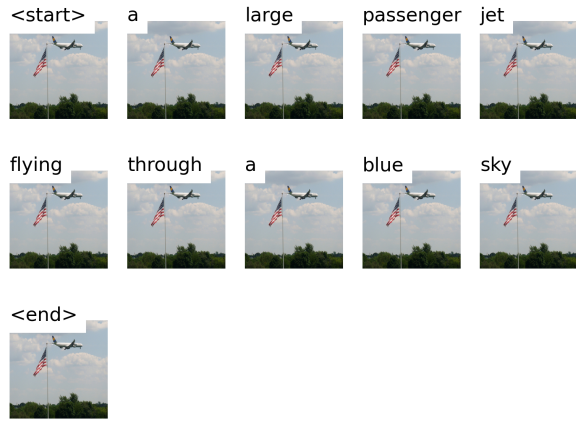 <start> a large passenger jet
flying through a blue sky
<end>